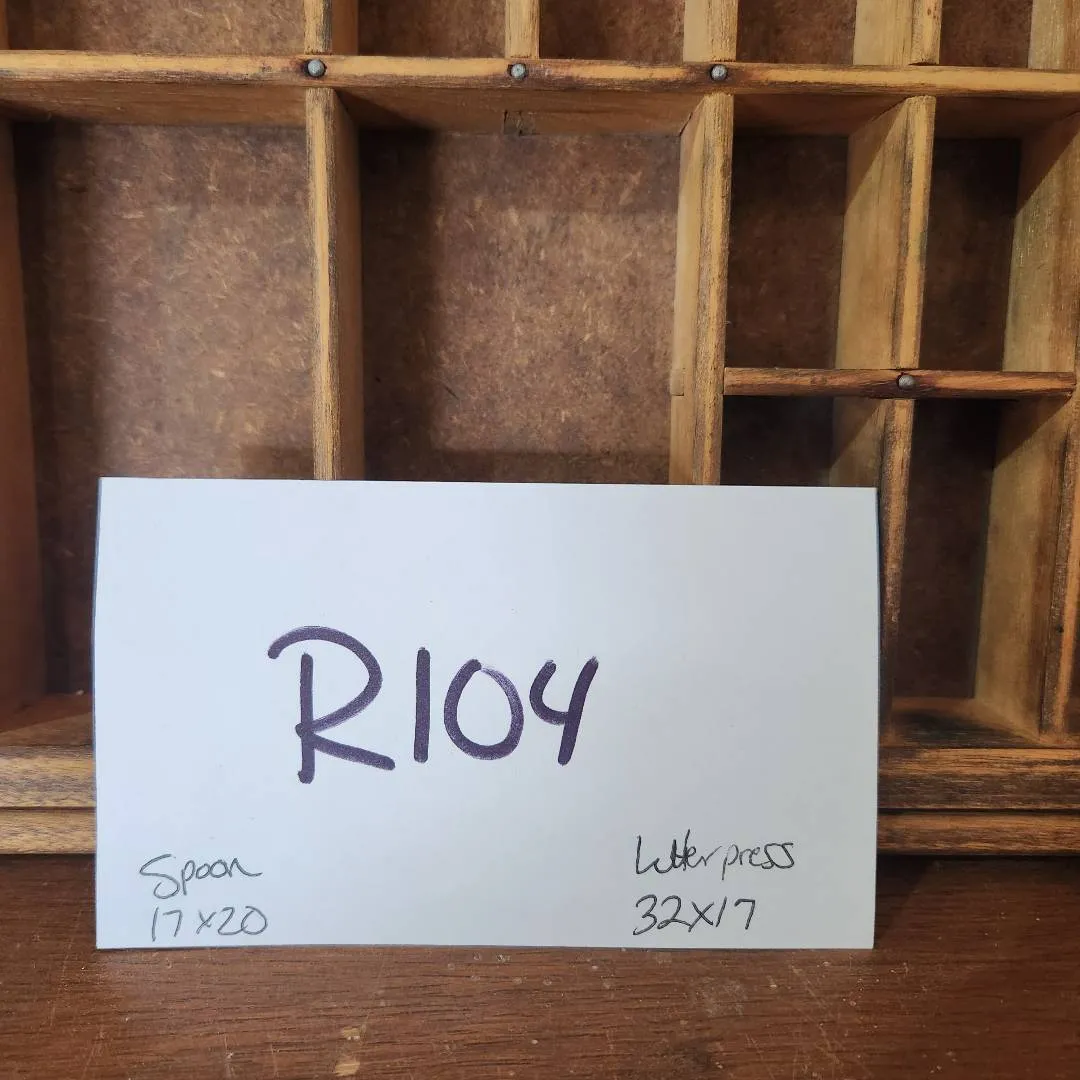 R104
Spoon
17x20
Letterpress
32x17